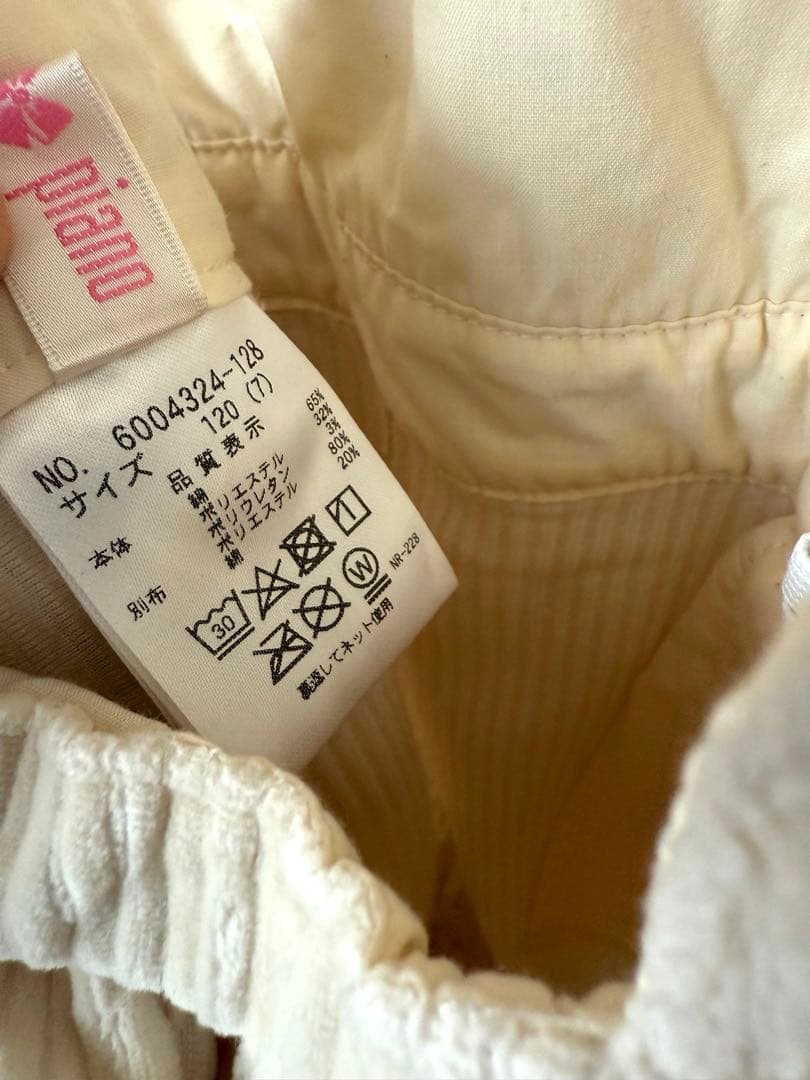 piano
NO. 6004324-128
サイズ 120 (7)
品質表示
本体 綿 65%
ポリエステル 32%
ポリウレタン 3%
別布 ポリエステル 80%
綿 20%
30
W
NR-228
裏返してネット使用